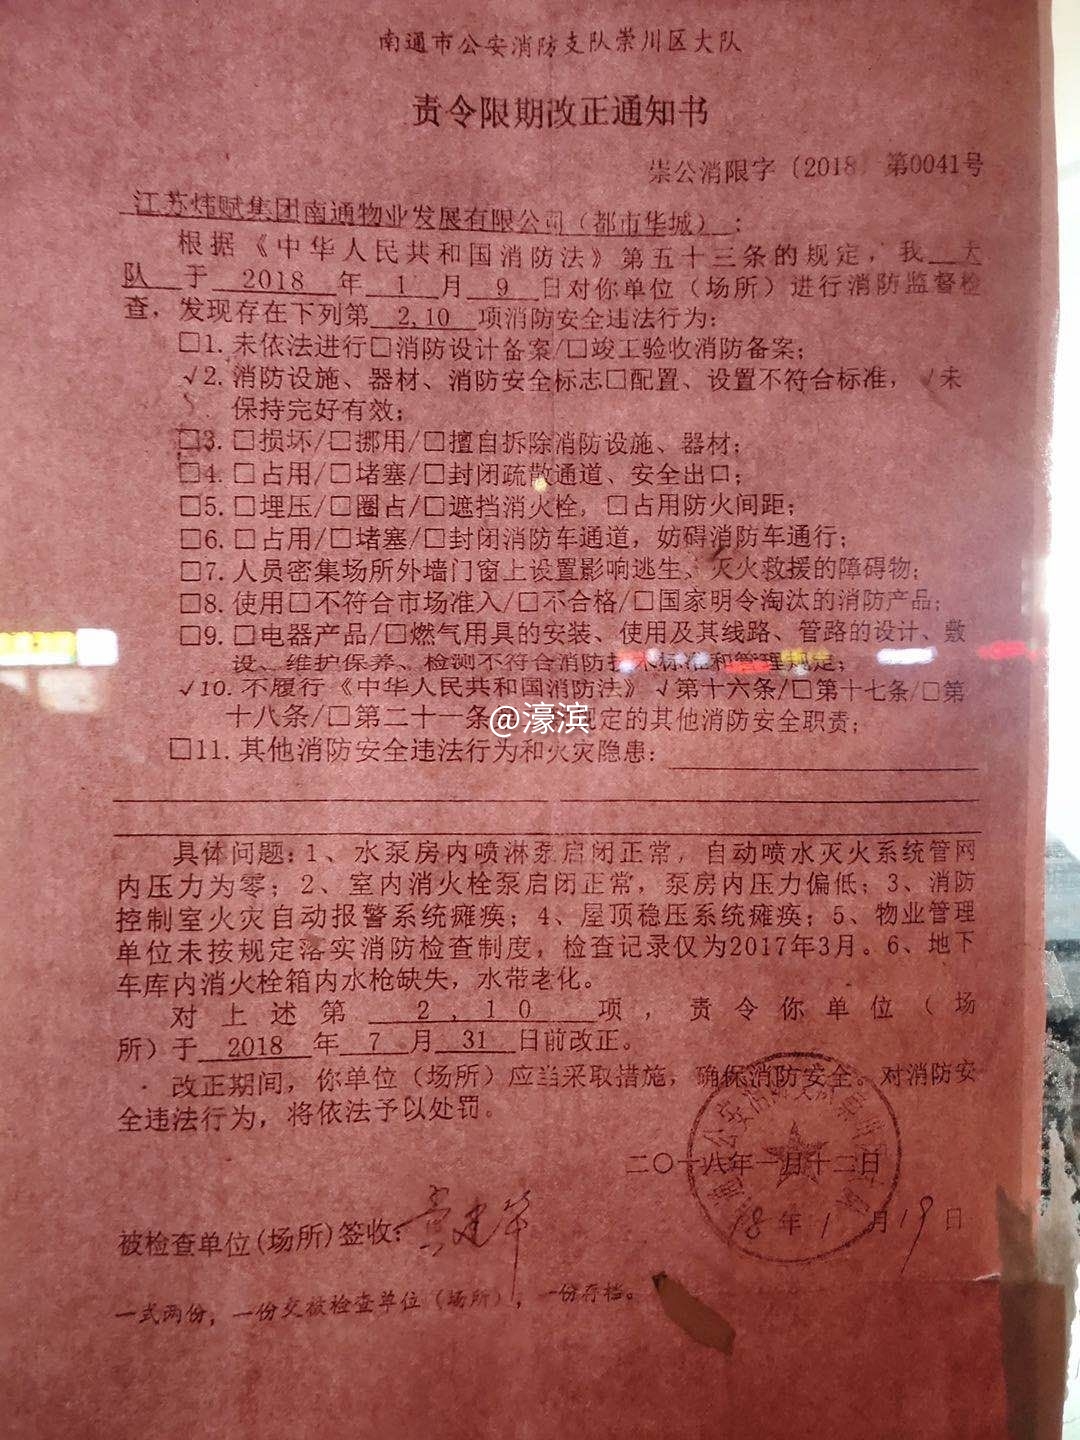 南通市公安消防支队崇川区大队
责令限期改正通知书
崇公消限字〔2018〕第0041号
江苏炜赋集团南通物业发展有限公司（都市华城）：
根据《中华人民共和国消防法》第五十三条的规定，我 大
队 于 2018 年 1 月 9 日对你单位（场所）进行消防监督检
查，发现存在下列第 2,10 项消防安全违法行为：
□1. 未依法进行□消防设计备案/□竣工验收消防备案；
√2. 消防设施、器材、消防安全标志□配置、设置不符合标准，√未
保持完好有效；
□3. □损坏/□挪用/□擅自拆除消防设施、器材；
□4. □占用/□堵塞/□封闭疏散通道、安全出口；
□5. □埋压/□圈占/□遮挡消火栓，□占用防火间距；
□6. □占用/□堵塞/□封闭消防车通道，妨碍消防车通行；
□7. 人员密集场所外墙门窗上设置影响逃生、灭火救援的障碍物；
□8. 使用□不符合市场准入/□不合格/□国家明令淘汰的消防产品；
□9. □电器产品/□燃气用具的安装、使用及其线路、管路的设计、敷
设、维护保养、检测不符合消防技术标准和管理规定；
√10. 不履行《中华人民共和国消防法》√第十六条/□第十七条/□第
十八条/□第二十一条 规定的其他消防安全职责；
@濠滨
□11. 其他消防安全违法行为和火灾隐患：
具体问题：1、水泵房内喷淋泵启闭正常，自动喷水灭火系统管网
内压力为零；2、室内消火栓泵启闭正常，泵房内压力偏低；3、消防
控制室火灾自动报警系统瘫痪；4、屋顶稳压系统瘫痪；5、物业管理
单位未按规定落实消防检查制度，检查记录仅为2017年3月。6、地下
车库内消火栓箱内水枪缺失，水带老化。
对上述第 2,10 项，责令你单位（场
所）于 2018 年 7 月 31 日前改正。
改正期间，你单位（场所）应当采取措施，确保消防安全。对消防安
全违法行为，将依法予以处罚。
二〇一八年一月十二日
18 年 1 月 19 日
被检查单位（场所）签收：
一式两份，一份交被检查单位（场所），一份存档。